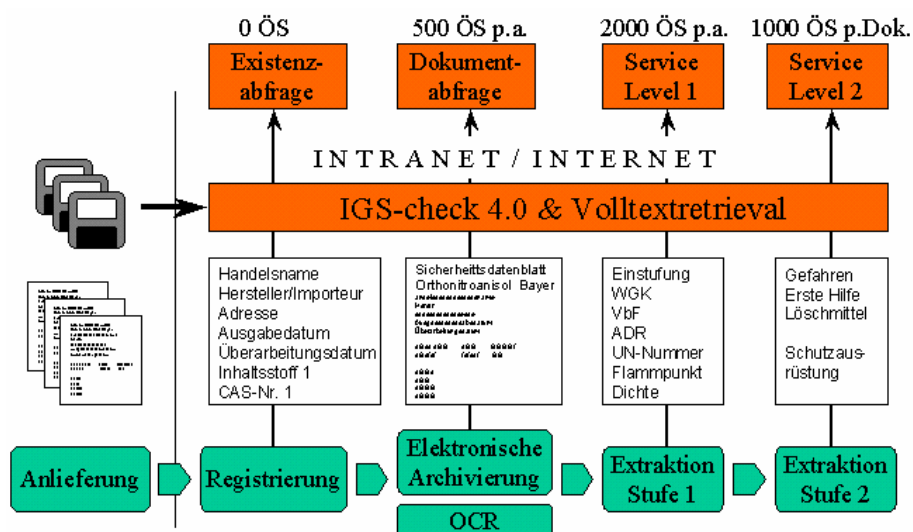 0 ÖS
500 ÖS p.a.
2000 ÖS p.a.
1000 ÖS p.Dok.
Existenz-
abfrage
Dokument-
abfrage
Service
Level 1
Service
Level 2
INTRANET / INTERNET
IGS-check 4.0 & Volltextretrieval
Handelsname
Hersteller/Importeur
Adresse
Ausgabedatum
Überarbeitungsdatum
Inhaltsstoff 1
CAS-Nr. 1
Sicherheittsdatenblatt
Orthonitroanisol Bayer
Einstufung
WGK
VbF
ADR
UN-Nummer
Flammpunkt
Dichte
Gefahren
Erste Hilfe
Löschmittel
Schutzaus-
rüstung
Anlieferung
Registrierung
Elektronische
Archivierung
OCR
Extraktion
Stufe 1
Extraktion
Stufe 2